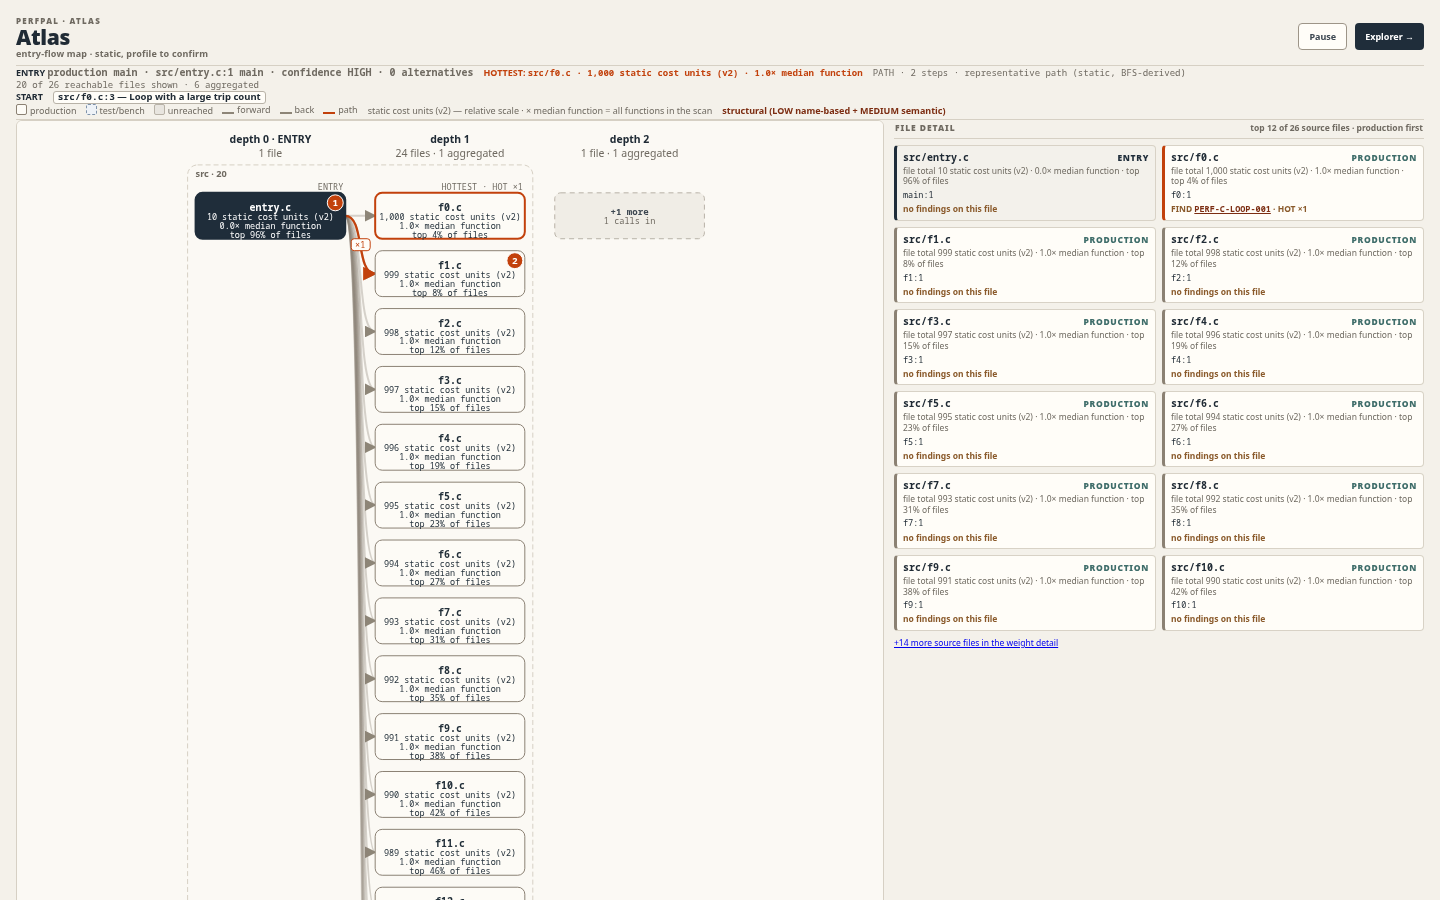 PERFPAL · ATLAS
Atlas
entry-flow map · static, profile to confirm
Pause
Explorer →
ENTRY production main · src/entry.c:1 main · confidence HIGH · 0 alternatives HOTTEST: src/f0.c · 1,000 static cost units (v2) · 1.0× median function PATH · 2 steps · representative path (static, BFS-derived)
20 of 26 reachable files shown · 6 aggregated
START src/f0.c:3 — Loop with a large trip count
production test/bench unreached forward back path static cost units (v2) — relative scale · × median function = all functions in the scan structural (LOW name-based + MEDIUM semantic)
depth 0 · ENTRY
1 file
depth 1
24 files · 1 aggregated
depth 2
1 file · 1 aggregated
src · 20
ENTRY
entry.c
1
10 static cost units (v2)
0.0× median function
top 96% of files
×1
HOTTEST · HOT ×1
f0.c
1,000 static cost units (v2)
1.0× median function
top 4% of files
+1 more
1 calls in
f1.c
2
999 static cost units (v2)
1.0× median function
top 8% of files
f2.c
998 static cost units (v2)
1.0× median function
top 12% of files
f3.c
997 static cost units (v2)
1.0× median function
top 15% of files
f4.c
996 static cost units (v2)
1.0× median function
top 19% of files
f5.c
995 static cost units (v2)
1.0× median function
top 23% of files
f6.c
994 static cost units (v2)
1.0× median function
top 27% of files
f7.c
993 static cost units (v2)
1.0× median function
top 31% of files
f8.c
992 static cost units (v2)
1.0× median function
top 35% of files
f9.c
991 static cost units (v2)
1.0× median function
top 38% of files
f10.c
990 static cost units (v2)
1.0× median function
top 42% of files
f11.c
989 static cost units (v2)
1.0× median function
top 46% of files
FILE DETAIL
top 12 of 26 source files · production first
src/entry.c ENTRY
file total 10 static cost units (v2) · 0.0× median function · top
96% of files
main:1
no findings on this file
src/f0.c PRODUCTION
file total 1,000 static cost units (v2) · 1.0× median function ·
top 4% of files
f0:1
FIND PERF-C-LOOP-001 · HOT ×1
src/f1.c PRODUCTION
file total 999 static cost units (v2) · 1.0× median function · top
8% of files
f1:1
no findings on this file
src/f2.c PRODUCTION
file total 998 static cost units (v2) · 1.0× median function · top
12% of files
f2:1
no findings on this file
src/f3.c PRODUCTION
file total 997 static cost units (v2) · 1.0× median function · top
15% of files
f3:1
no findings on this file
src/f4.c PRODUCTION
file total 996 static cost units (v2) · 1.0× median function · top
19% of files
f4:1
no findings on this file
src/f5.c PRODUCTION
file total 995 static cost units (v2) · 1.0× median function · top
23% of files
f5:1
no findings on this file
src/f6.c PRODUCTION
file total 994 static cost units (v2) · 1.0× median function · top
27% of files
f6:1
no findings on this file
src/f7.c PRODUCTION
file total 993 static cost units (v2) · 1.0× median function · top
31% of files
f7:1
no findings on this file
src/f8.c PRODUCTION
file total 992 static cost units (v2) · 1.0× median function · top
35% of files
f8:1
no findings on this file
src/f9.c PRODUCTION
file total 991 static cost units (v2) · 1.0× median function · top
38% of files
f9:1
no findings on this file
src/f10.c PRODUCTION
file total 990 static cost units (v2) · 1.0× median function · top
42% of files
f10:1
no findings on this file
+14 more source files in the weight detail